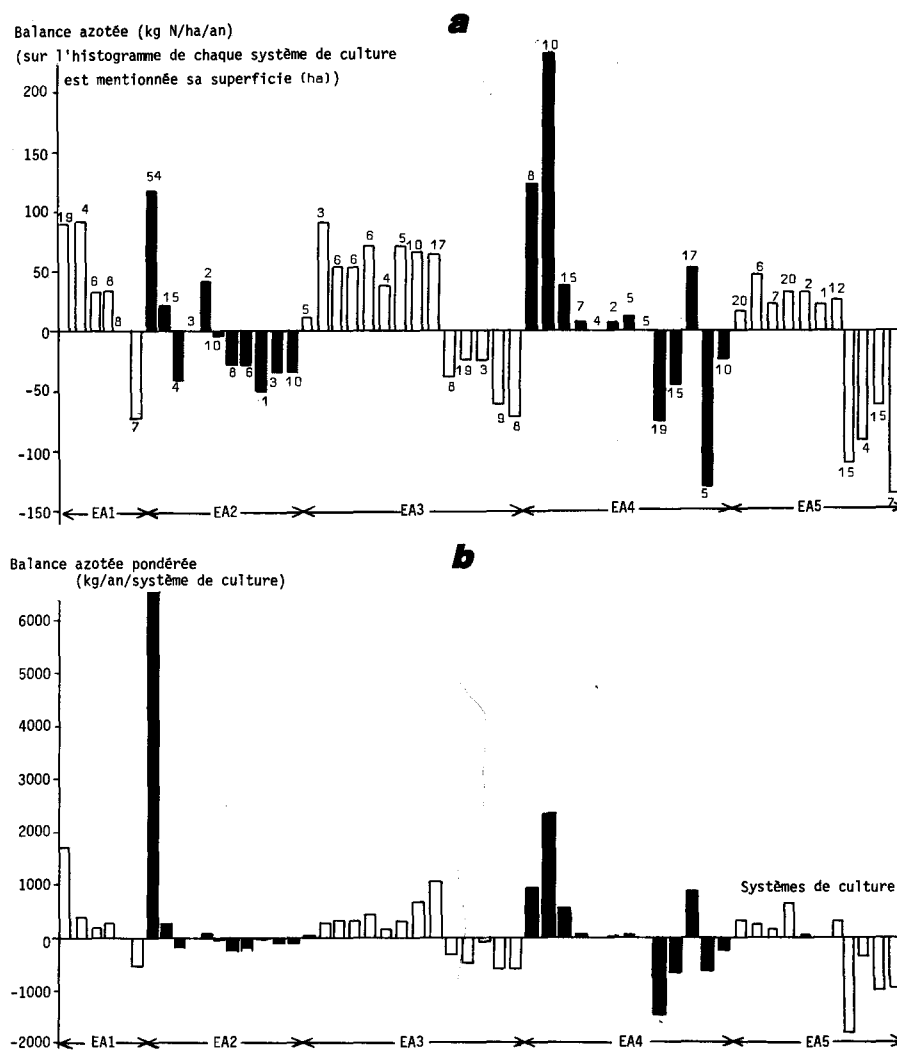 a
Balance azotée (kg N/ha/an)
(sur l'histogramme de chaque système de culture
est mentionnée sa superficie (ha))
200
150
100
50
0
-50
-100
-150
19 4 6 8 8 7
54 15 4 3 2 10 8 6 1 3 10
5 3 6 6 6 4 5 10 17 8 19 3 9 8
8 10 15 7 4 2 5 5 19 15 17 5 10
20 6 7 20 2 1 12 15 4 15 7
EA1 EA2 EA3 EA4 EA5
b
Balance azotée pondérée
(kg/an/système de culture)
6000
5000
4000
3000
2000
1000
0
-1000
-2000
Systèmes de culture
EA1 EA2 EA3 EA4 EA5